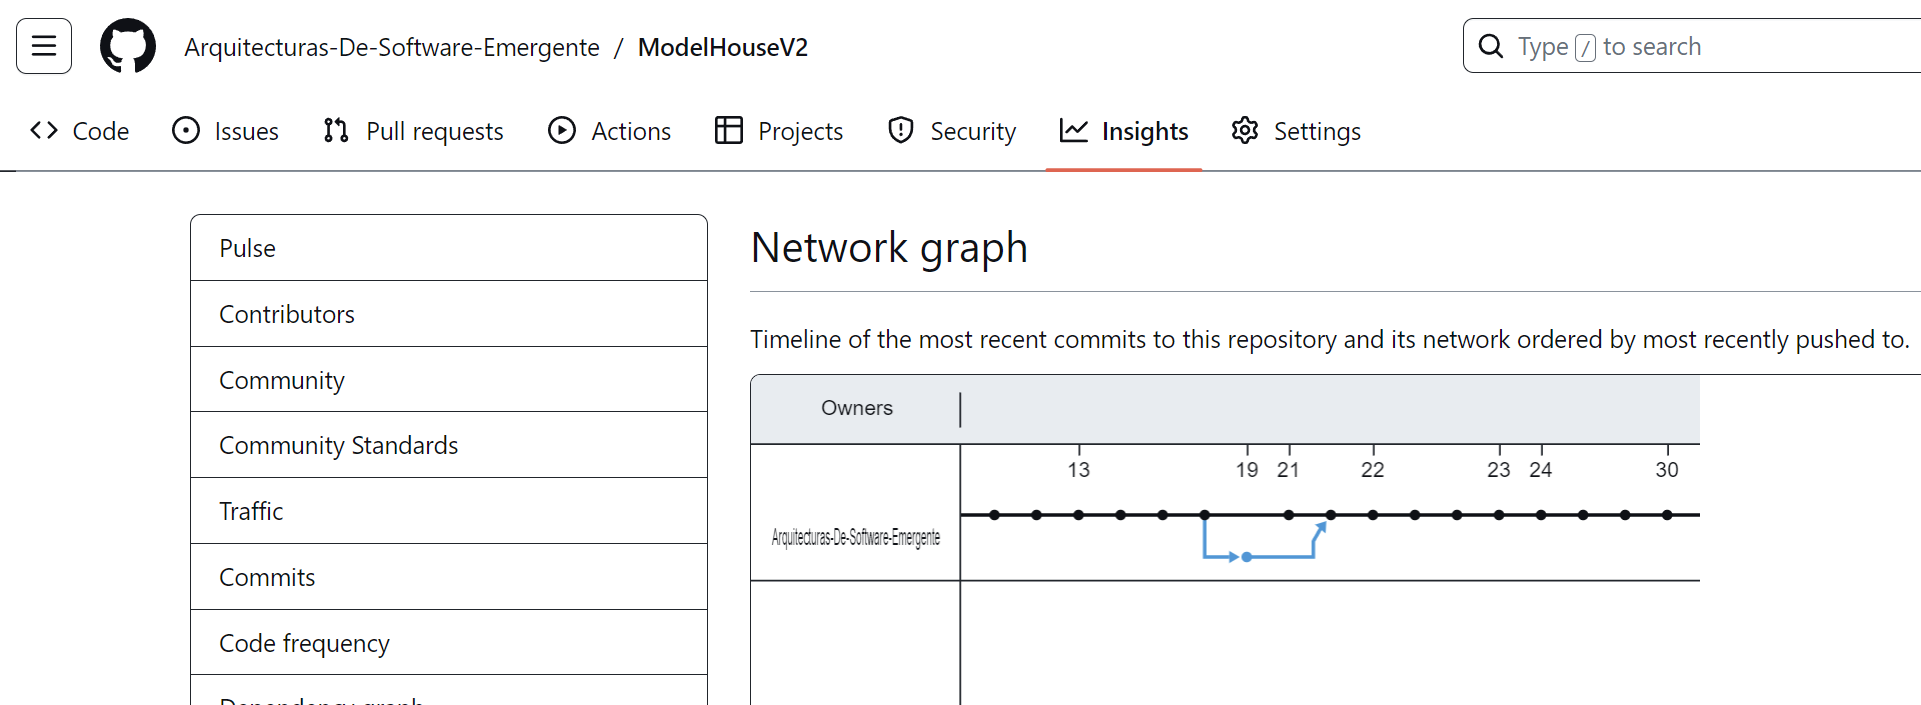 Arquitecturas-De-Software-Emergente / ModelHouseV2
Type / to search
Code Issues Pull requests Actions Projects Security Insights Settings
Pulse
Contributors
Community
Community Standards
Traffic
Commits
Code frequency
Dependency graph
Network graph
Timeline of the most recent commits to this repository and its network ordered by most recently pushed to.
Owners
13 19 21 22 23 24 30
Arquitecturas-De-Software-Emergente